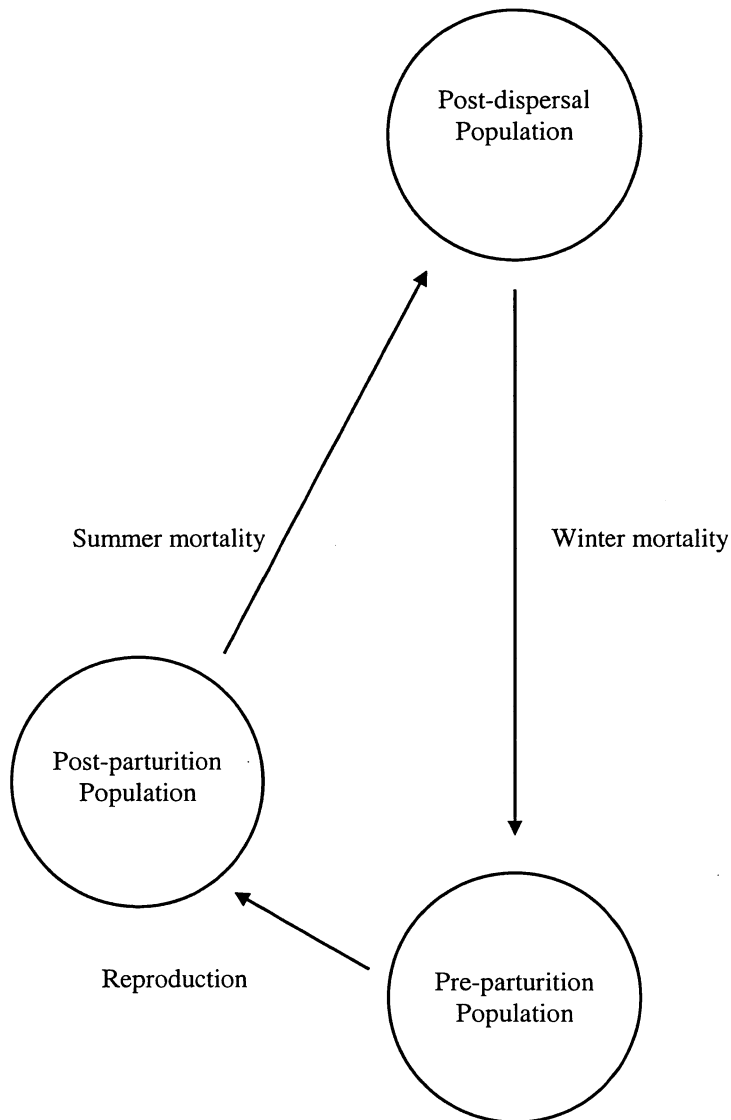 Post-dispersal
Population
Summer mortality
Winter mortality
Post-parturition
Population
Reproduction
Pre-parturition
Population